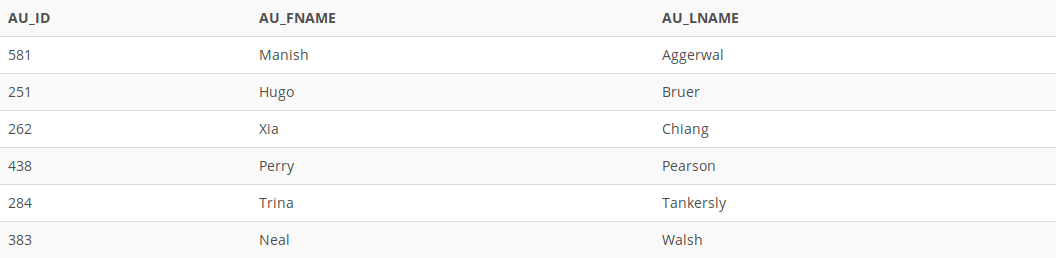 AU_ID AU_FNAME AU_LNAME
581 Manish Aggerwal
251 Hugo Bruer
262 Xia Chiang
438 Perry Pearson
284 Trina Tankersly
383 Neal Walsh